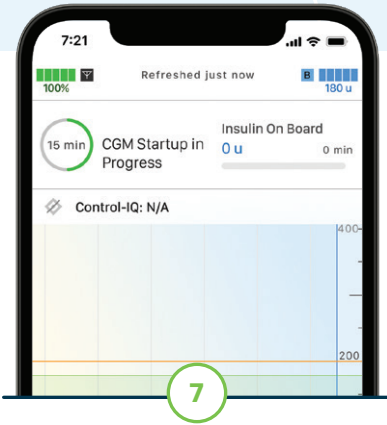 7:21
Refreshed just now
B
100%
180 u
15 min
CGM Startup in
Progress
Insulin On Board
0 u
0 min
Control-IQ: N/A
400
200
7